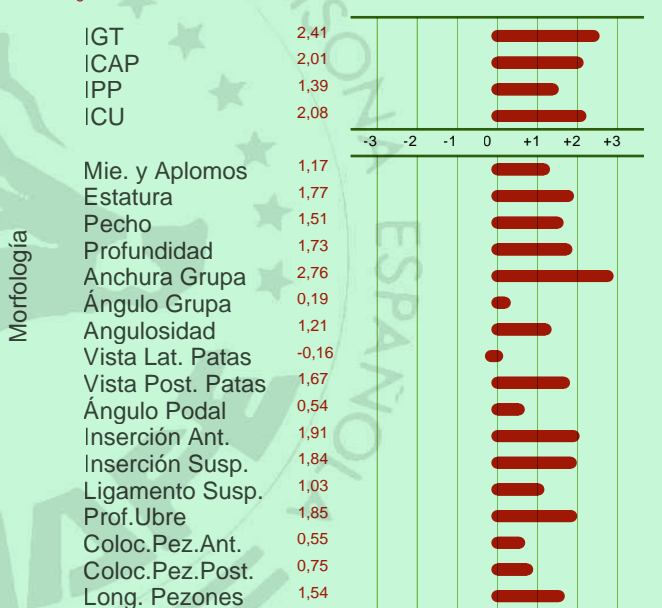 IGT 2,41
ICAP 2,01
IPP 1,39
ICU 2,08
-3 -2 -1 0 +1 +2 +3
Morfología
Mie. y Aplomos 1,17
Estatura 1,77
Pecho 1,51
Profundidad 1,73
Anchura Grupa 2,76
Ángulo Grupa 0,19
Angulosidad 1,21
Vista Lat. Patas -0,16
Vista Post. Patas 1,67
Ángulo Podal 0,54
Inserción Ant. 1,91
Inserción Susp. 1,84
Ligamento Susp. 1,03
Prof.Ubre 1,85
Coloc.Pez.Ant. 0,55
Coloc.Pez.Post. 0,75
Long. Pezones 1,54
ESPAÑOLA